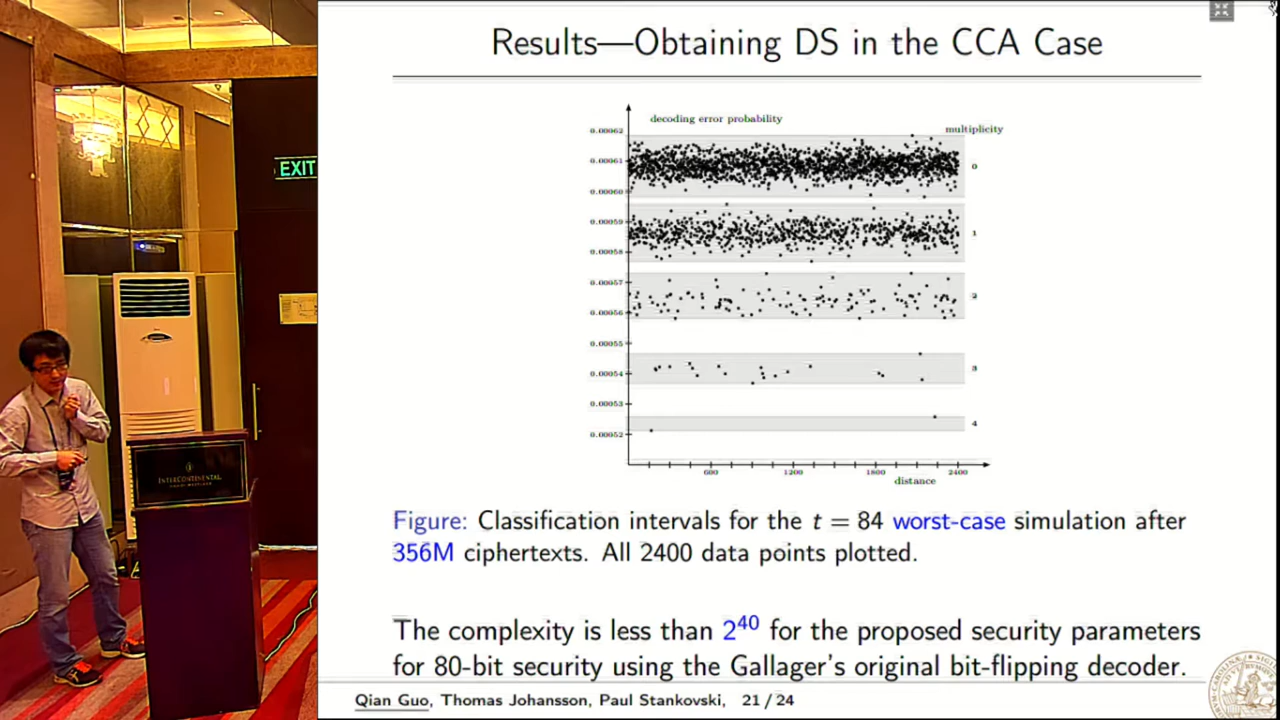 Results—Obtaining DS in the CCA Case
decoding error probability
multiplicity
0.00062
0.00061
0
0.00060
0.00059
1
0.00058
0.00057
2
0.00056
0.00055
3
0.00054
0.00053
4
0.00052
600
1200
1800
2400
distance
Figure: Classification intervals for the t = 84 worst-case simulation after
356M ciphertexts. All 2400 data points plotted.
The complexity is less than 2⁴⁰ for the proposed security parameters
for 80-bit security using the Gallager's original bit-flipping decoder.
Qian Guo, Thomas Johansson, Paul Stankovski, 21 / 24
EXIT
INTERCONTINENTAL